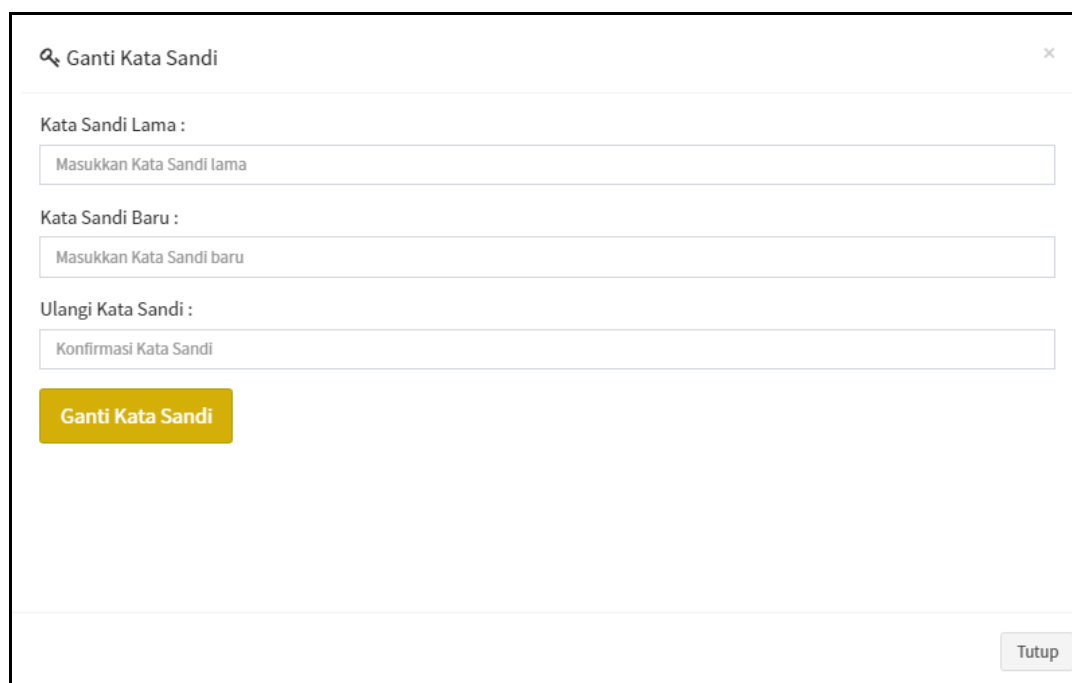 Ganti Kata Sandi ×
Kata Sandi Lama :
Masukkan Kata Sandi lama
Kata Sandi Baru :
Masukkan Kata Sandi baru
Ulangi Kata Sandi :
Konfirmasi Kata Sandi
Ganti Kata Sandi
Tutup